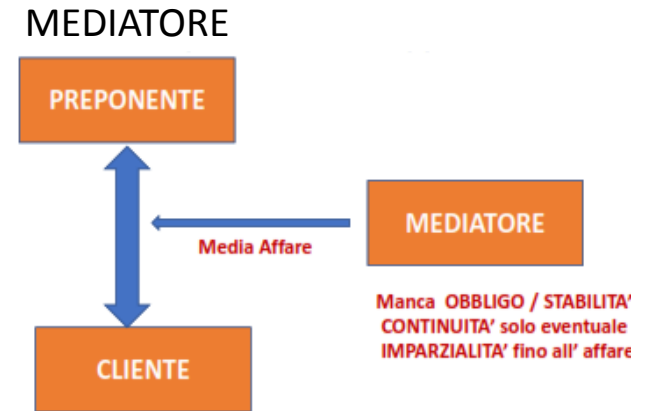 MEDIATORE
PREPONENTE
MEDIATORE
Media Affare
Manca OBBLIGO / STABILITA'
CONTINUITA' solo eventuale
IMPARZIALITA' fino all' affare
CLIENTE